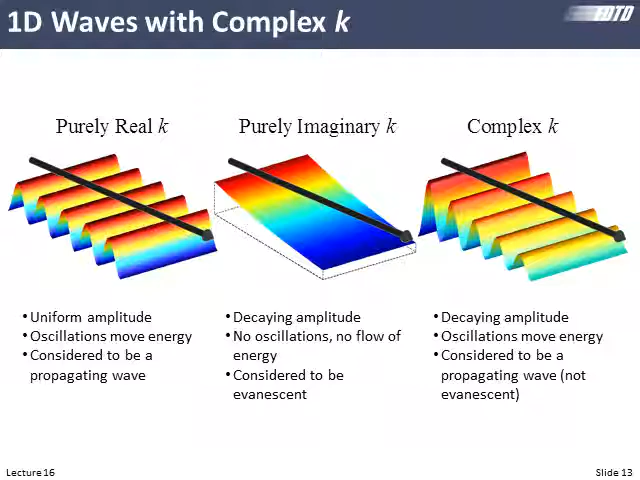 1D Waves with Complex k
FDTD
Purely Real k
Purely Imaginary k
Complex k
• Uniform amplitude
• Oscillations move energy
• Considered to be a
propagating wave
• Decaying amplitude
• No oscillations, no flow of
energy
• Considered to be
evanescent
• Decaying amplitude
• Oscillations move energy
• Considered to be a
propagating wave (not
evanescent)
Lecture 16
Slide 13